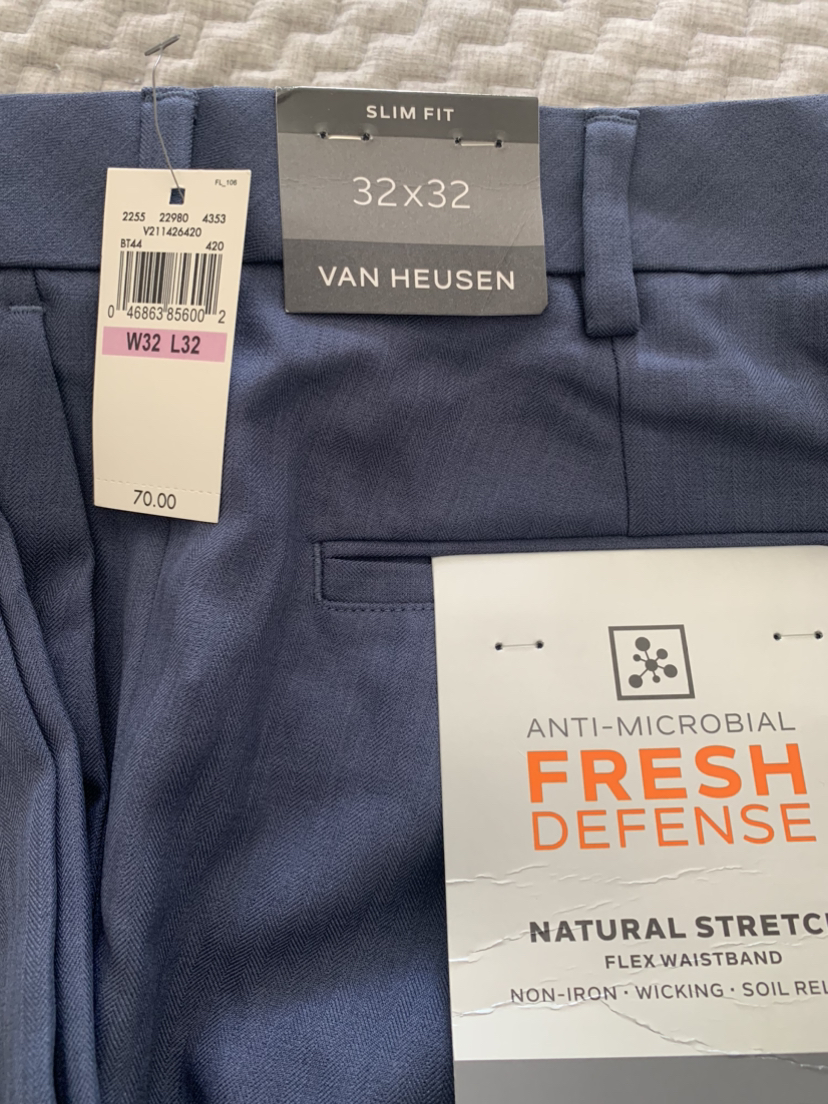 FL_106
2255 22980 4353
V211426420
BT44 420
0 46863 85600 2
W32 L32
70.00
SLIM FIT
32x32
VAN HEUSEN
ANTI-MICROBIAL
FRESH
DEFENSE
NATURAL STRETC
FLEX WAISTBAND
NON-IRON · WICKING · SOIL REL